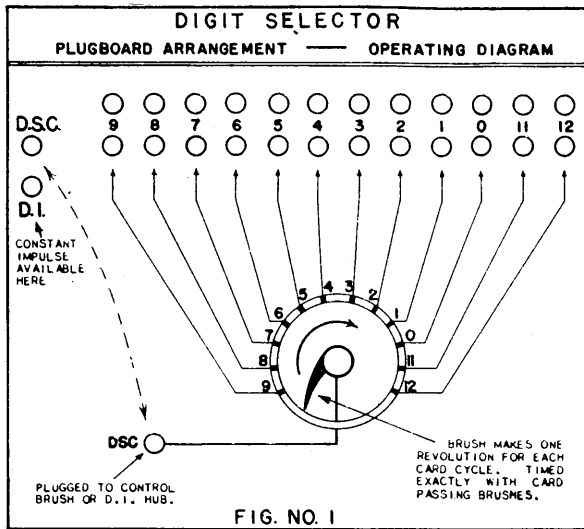 DIGIT SELECTOR
PLUGBOARD ARRANGEMENT — OPERATING DIAGRAM
D.S.C.
9 8 7 6 5 4 3 2 1 0 11 12
D.I.
CONSTANT
IMPULSE
AVAILABLE
HERE
9
8
7
6
5
4
3
2
1
0
11
12
DSC
PLUGGED TO CONTROL
BRUSH OR D.I. HUB.
BRUSH MAKES ONE
REVOLUTION FOR EACH
CARD CYCLE. TIMED
EXACTLY WITH CARD
PASSING BRUSHES.
FIG. NO. 1